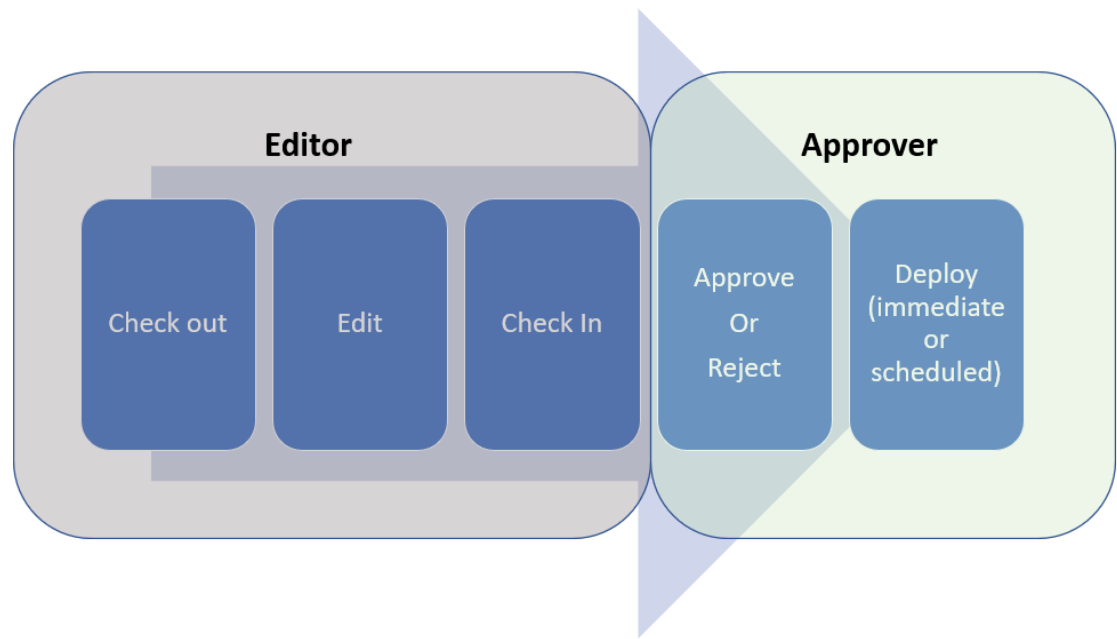 Editor
Approver
Check out
Edit
Check In
Approve
Or
Reject
Deploy
(immediate
or
scheduled)